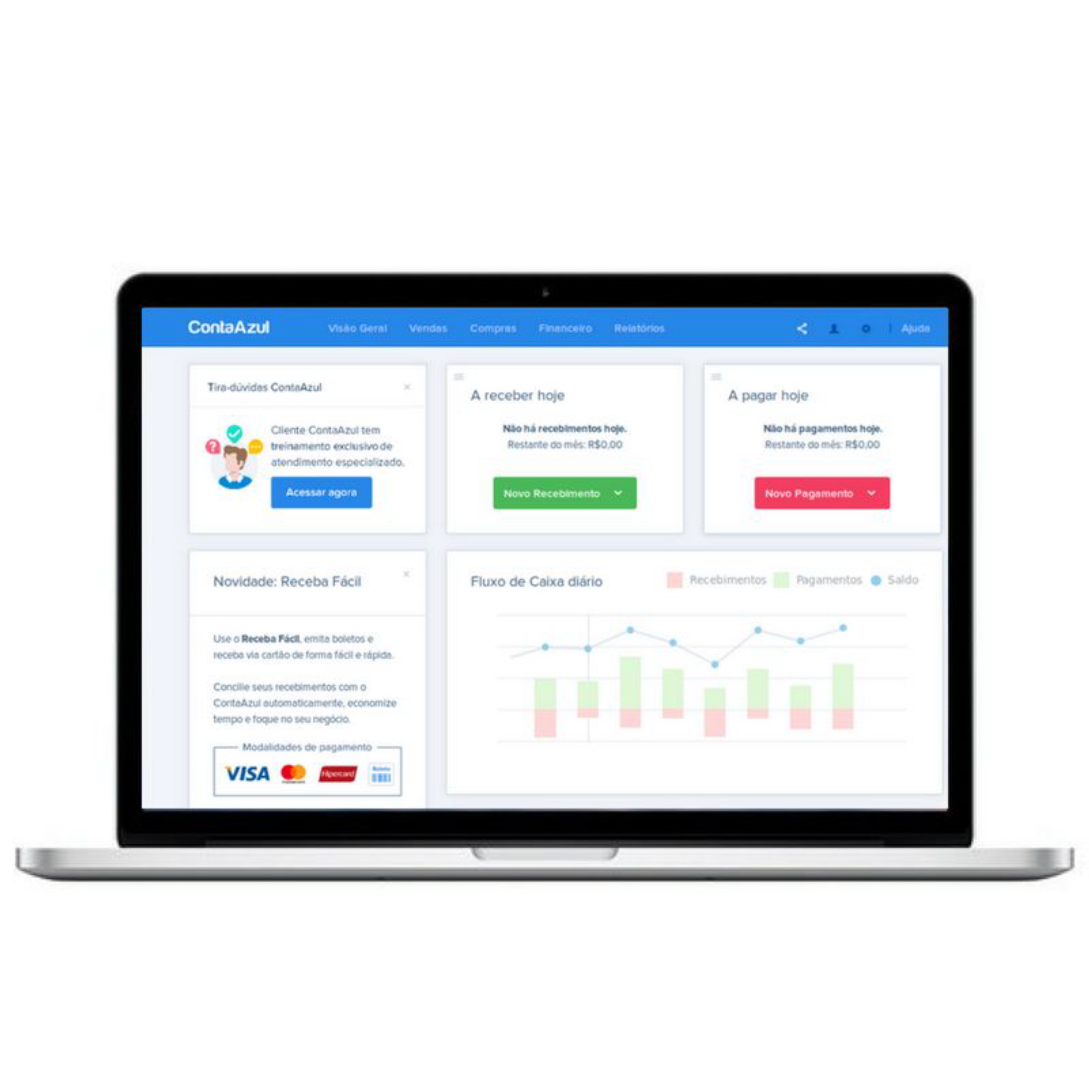 ContaAzul
Visão Geral Vendas Compras Financeiro Relatórios Ajuda
Tira-dúvidas ContaAzul
Cliente ContaAzul tem
treinamento exclusivo de
atendimento especializado.
Acessar agora
A receber hoje
Não há recebimentos hoje.
Restante do mês: R$0,00
Novo Recebimento
A pagar hoje
Não há pagamentos hoje.
Restante do mês: R$0,00
Novo Pagamento
Novidade: Receba Fácil
Use o Receba Fácil, emita boletos e
receba via cartão de forma fácil e rápida.
Concilie seus recebimentos com o
ContaAzul automaticamente, economize
tempo e foque no seu negócio.
Modalidades de pagamento
VISA mastercard Hipercard Boleto
Fluxo de Caixa diário
Recebimentos Pagamentos Saldo